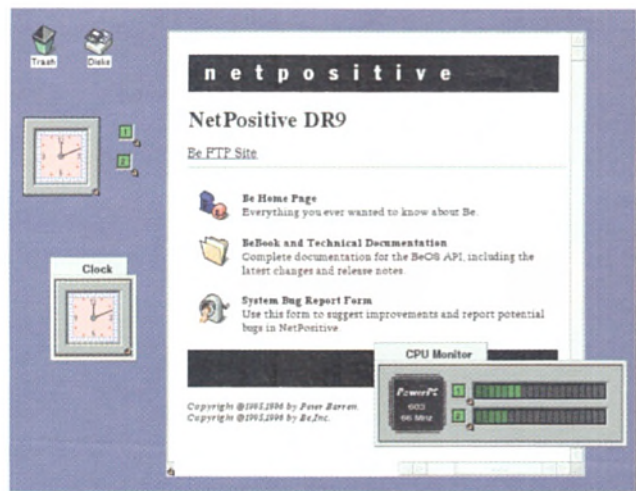 Trash
Disks
netpositive
NetPositive DR9
Be FTP Site
1
2
Be Home Page
Everything you ever wanted to know about Be.
BeBook and Technical Documentation
Complete documentation for the BeOS API, including the
latest changes and release notes.
Clock
System Bug Report Form
Use this form to suggest improvements and report potential
bugs in NetPositive
CPU Monitor
PowerPC
603
66 Mhz
1
2
Copyright @1995,1996 by Peter Barren.
Copyright @1995,1996 by Be,Inc.